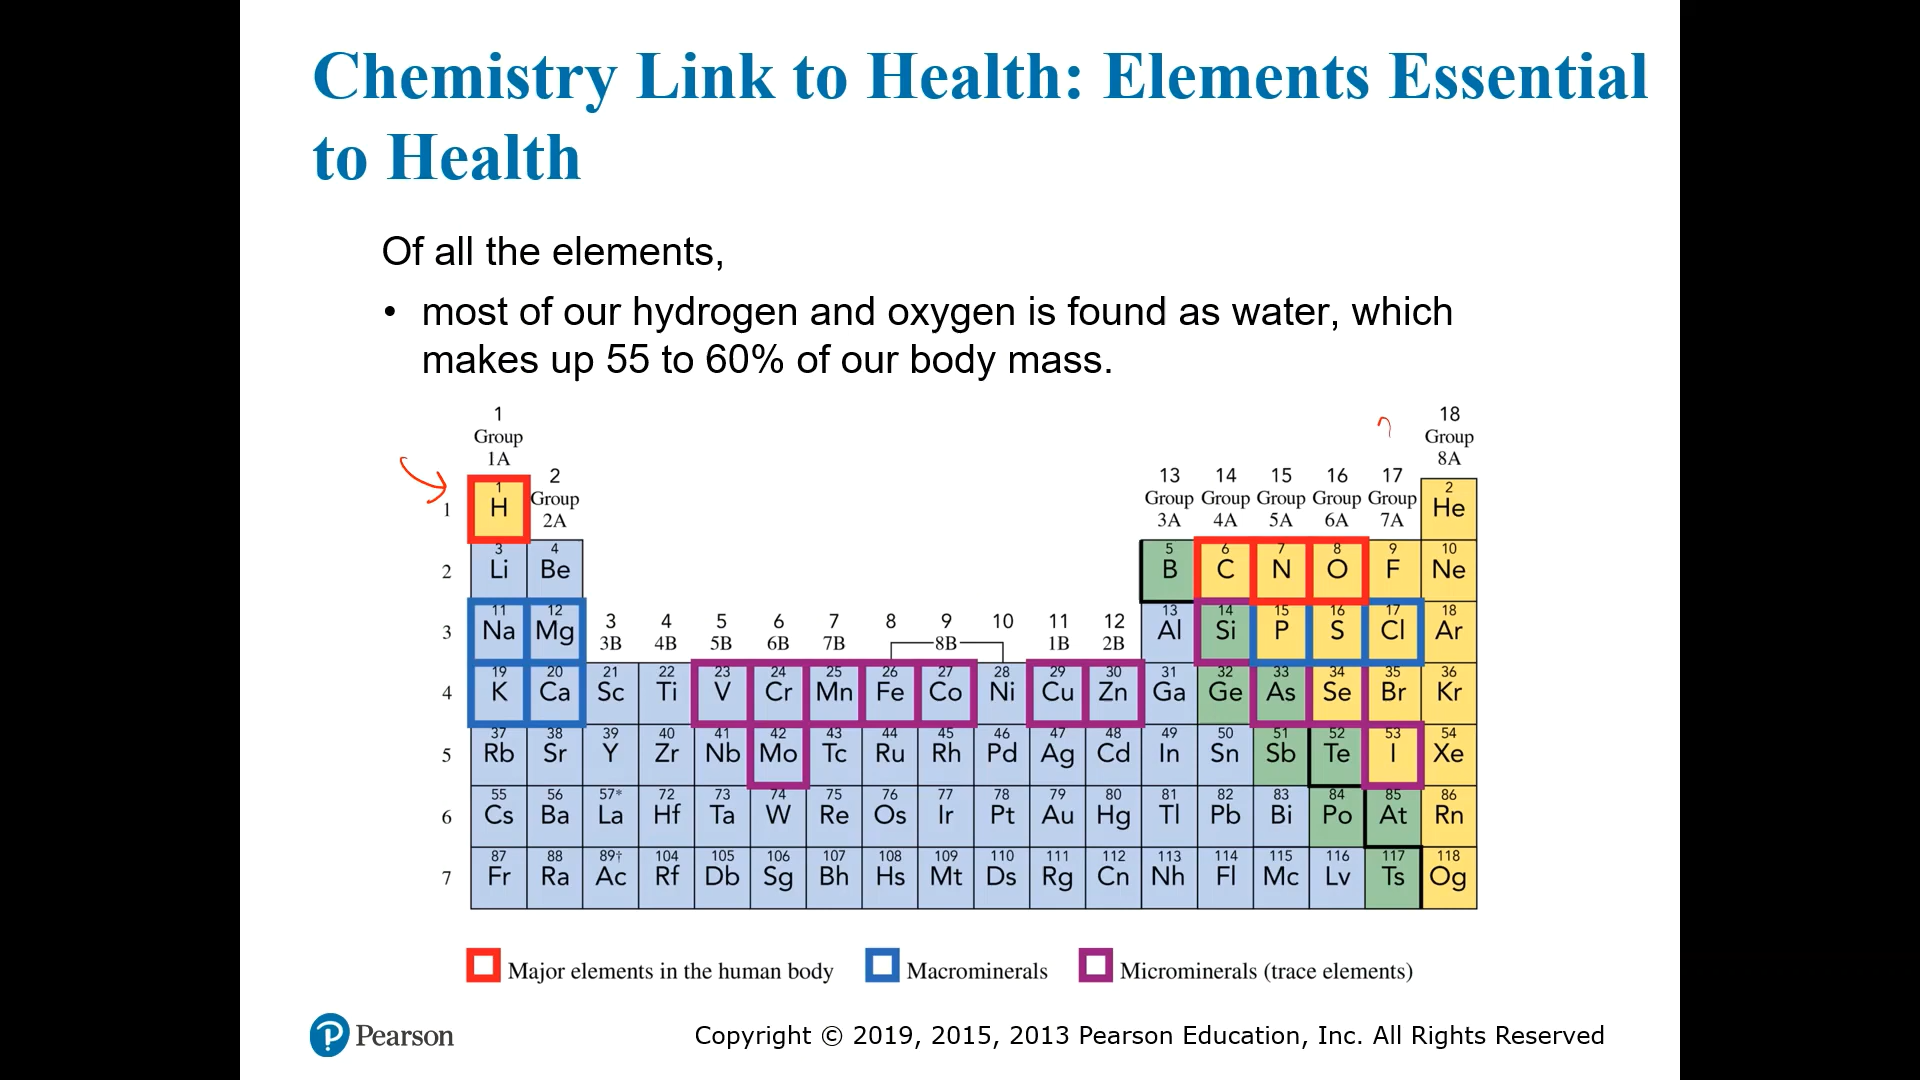 Chemistry Link to Health: Elements Essential
to Health
Of all the elements,
• most of our hydrogen and oxygen is found as water, which
makes up 55 to 60% of our body mass.
1 18
Group Group
1A 8A
2 13 14 15 16 17
Group Group Group Group Group Group
2A 3A 4A 5A 6A 7A
1 2
1 H He
3 4 5 6 7 8 9 10
2 Li Be B C N O F Ne
11 12 13 14 15 16 17 18
3 Na Mg Al Si P S Cl Ar
3 4 5 6 7 8 9 10 11 12
3B 4B 5B 6B 7B 8B 1B 2B
19 20 21 22 23 24 25 26 27 28 29 30 31 32 33 34 35 36
4 K Ca Sc Ti V Cr Mn Fe Co Ni Cu Zn Ga Ge As Se Br Kr
37 38 39 40 41 42 43 44 45 46 47 48 49 50 51 52 53 54
5 Rb Sr Y Zr Nb Mo Tc Ru Rh Pd Ag Cd In Sn Sb Te I Xe
55 56 57* 72 73 74 75 76 77 78 79 80 81 82 83 84 85 86
6 Cs Ba La Hf Ta W Re Os Ir Pt Au Hg Tl Pb Bi Po At Rn
87 88 89† 104 105 106 107 108 109 110 111 112 113 114 115 116 117 118
7 Fr Ra Ac Rf Db Sg Bh Hs Mt Ds Rg Cn Nh Fl Mc Lv Ts Og
Major elements in the human body Macrominerals Microminerals (trace elements)
P Pearson
Copyright © 2019, 2015, 2013 Pearson Education, Inc. All Rights Reserved